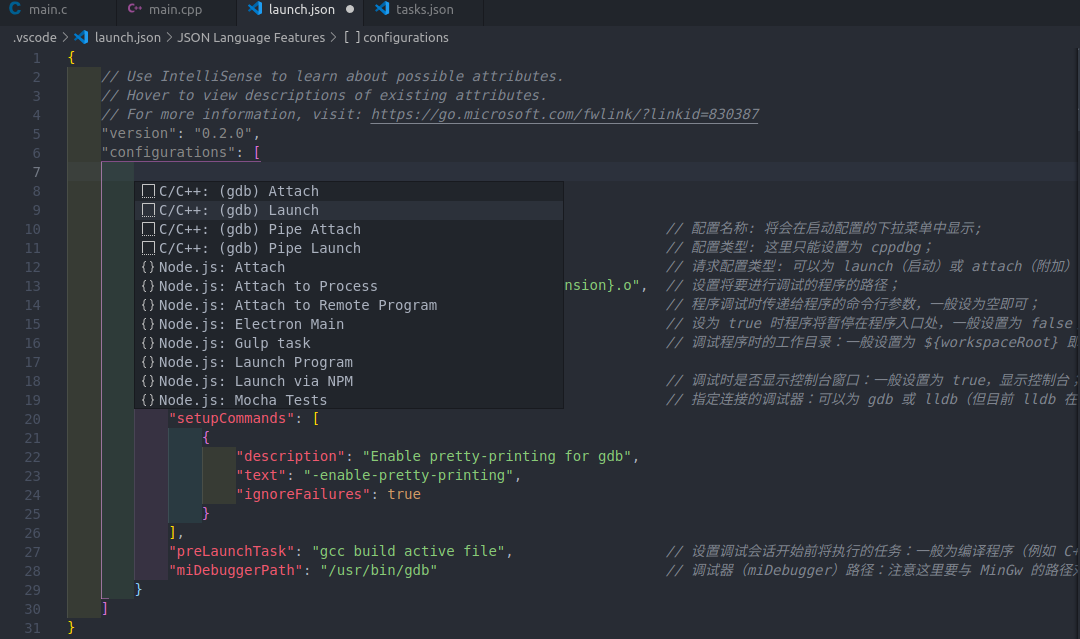 main.c
main.cpp
launch.json
tasks.json
.vscode > launch.json > JSON Language Features > [ ] configurations
1 {
2 // Use IntelliSense to learn about possible attributes.
3 // Hover to view descriptions of existing attributes.
4 // For more information, visit: https://go.microsoft.com/fwlink/?linkid=830387
5 "version": "0.2.0",
6 "configurations": [
7
8 C/C++: (gdb) Attach
9 C/C++: (gdb) Launch
10 C/C++: (gdb) Pipe Attach // 配置名称: 将会在启动配置的下拉菜单中显示;
11 C/C++: (gdb) Pipe Launch // 配置类型: 这里只能设置为 cppdbg；
12 {} Node.js: Attach // 请求配置类型: 可以为 launch（启动）或 attach（附加）
13 {} Node.js: Attach to Process nsion}.o", // 设置将要进行调试的程序的路径；
14 {} Node.js: Attach to Remote Program // 程序调试时传递给程序的命令行参数，一般设为空即可；
15 {} Node.js: Electron Main // 设为 true 时程序将暂停在程序入口处，一般设置为 false
16 {} Node.js: Gulp task // 调试程序时的工作目录：一般设置为 ${workspaceRoot} 即
17 {} Node.js: Launch Program
18 {} Node.js: Launch via NPM // 调试时是否显示控制台窗口：一般设置为 true，显示控制台；
19 {} Node.js: Mocha Tests // 指定连接的调试器：可以为 gdb 或 lldb（但目前 lldb 在
20 "setupCommands": [
21 {
22 "description": "Enable pretty-printing for gdb",
23 "text": "-enable-pretty-printing",
24 "ignoreFailures": true
25 }
26 ],
27 "preLaunchTask": "gcc build active file", // 设置调试会话开始前将执行的任务：一般为编译程序（例如 C+
28 "miDebuggerPath": "/usr/bin/gdb" // 调试器（miDebugger）路径：注意这里要与 MinGw 的路径
29 }
30 ]
31 }